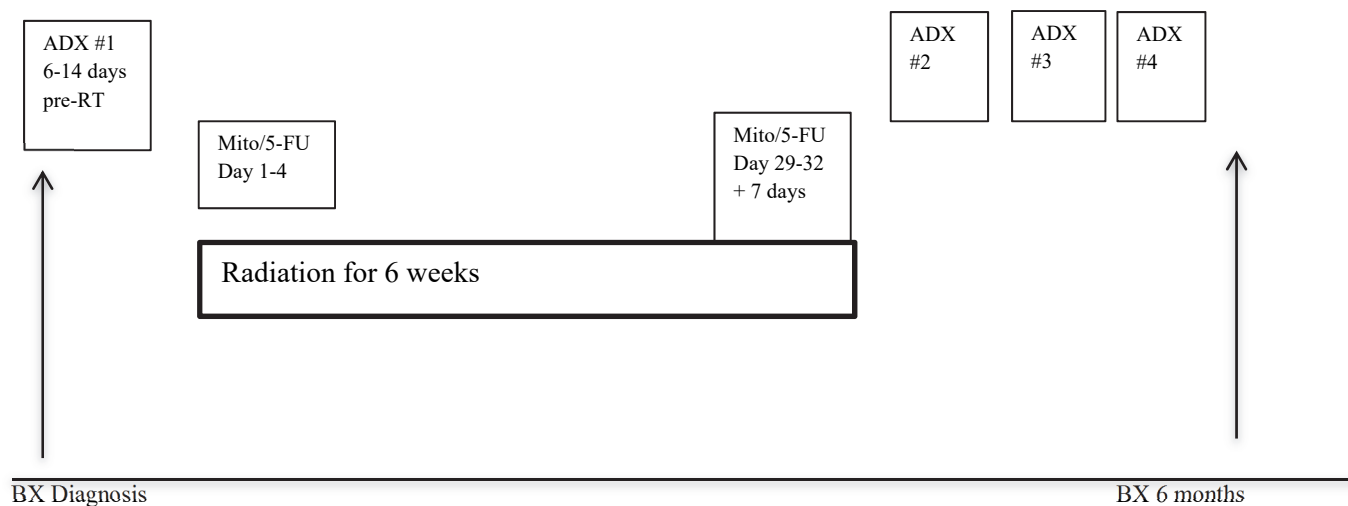 ADX #1
6-14 days
pre-RT
Mito/5-FU
Day 1-4
Mito/5-FU
Day 29-32
+ 7 days
ADX
#2
ADX
#3
ADX
#4
Radiation for 6 weeks
BX Diagnosis
BX 6 months